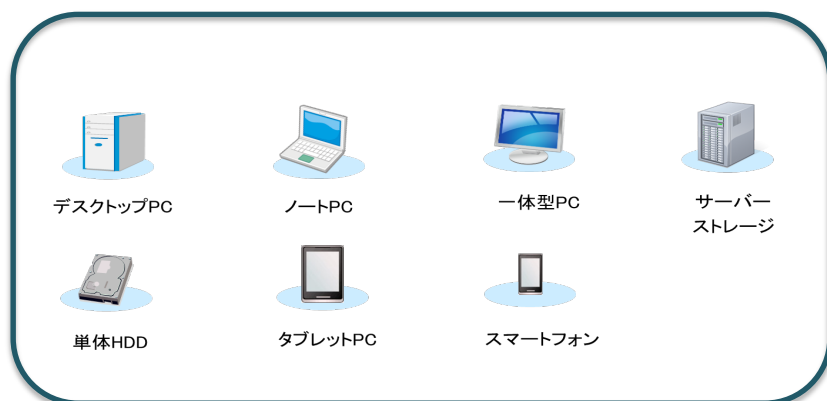 デスクトップPC
ノートPC
一体型PC
サーバー
ストレージ
単体HDD
タブレットPC
スマートフォン